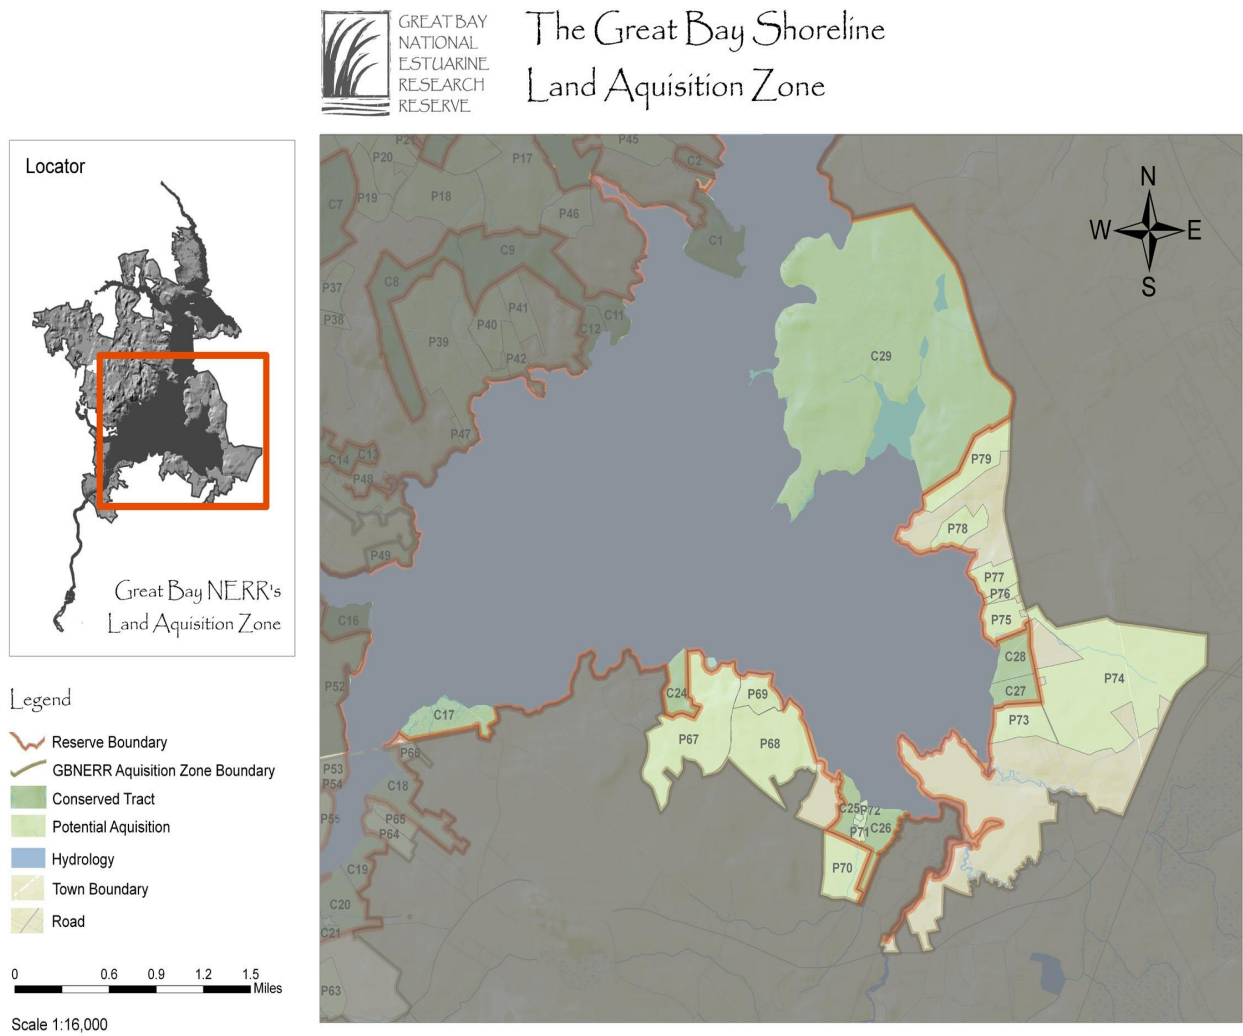 GREAT BAY
NATIONAL
ESTUARINE
RESEARCH
RESERVE
The Great Bay Shoreline
Land Aquisition Zone
Locator
Great Bay NERR's
Land Aquisition Zone
Legend
Reserve Boundary
GBNERR Aquisition Zone Boundary
Conserved Tract
Potential Aquisition
Hydrology
Town Boundary
Road
0 0.6 0.9 1.2 1.5
Miles
Scale 1:16,000
N
W E
S
P21
P45
P20
P17
C2
P19
P18
C7
P46
C1
C9
C8
P37
P41
P38
P40
C11
C12
P39
P42
C29
P47
C14
C13
P79
P48
P78
P49
P77
P76
C16
P75
C28
P52
C24
P69
C27
P74
C17
P73
P67
P68
P66
P53
P54
C18
C25
P72
P55
P65
P64
P71
C26
C19
P70
C20
C21
P63